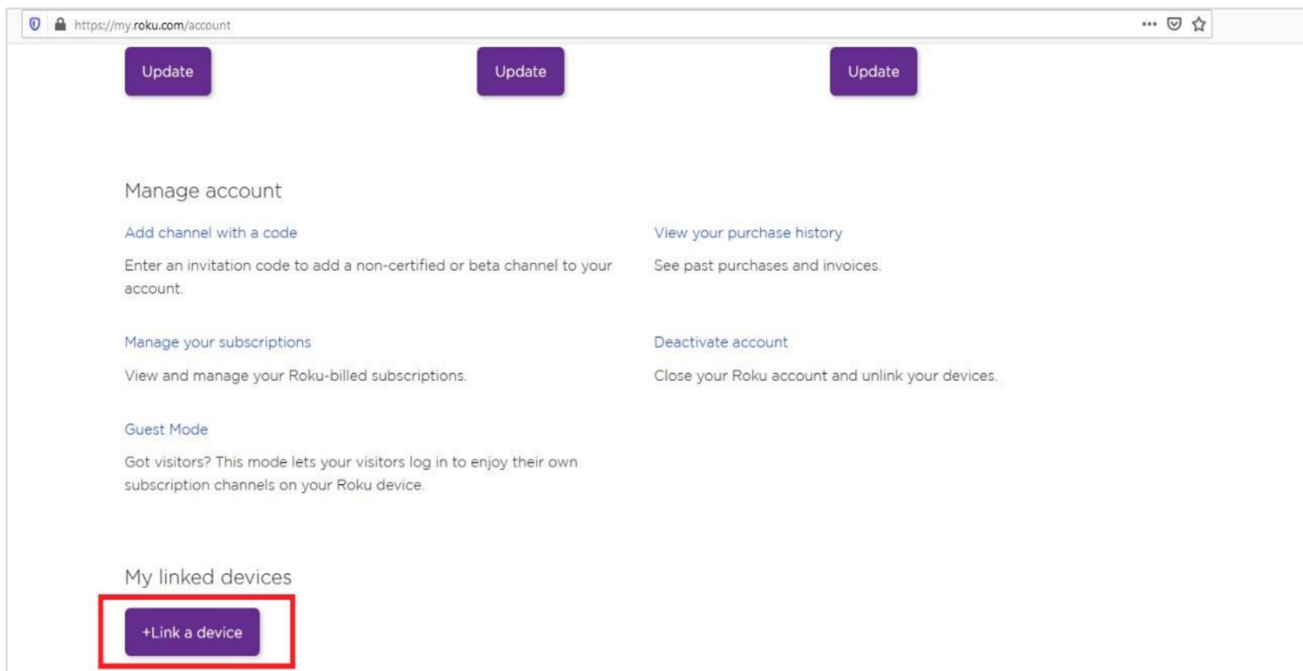 https://my.roku.com/account
Update
Update
Update
Manage account
Add channel with a code
Enter an invitation code to add a non-certified or beta channel to your
account.
View your purchase history
See past purchases and invoices.
Manage your subscriptions
View and manage your Roku-billed subscriptions.
Deactivate account
Close your Roku account and unlink your devices.
Guest Mode
Got visitors? This mode lets your visitors log in to enjoy their own
subscription channels on your Roku device.
My linked devices
+Link a device